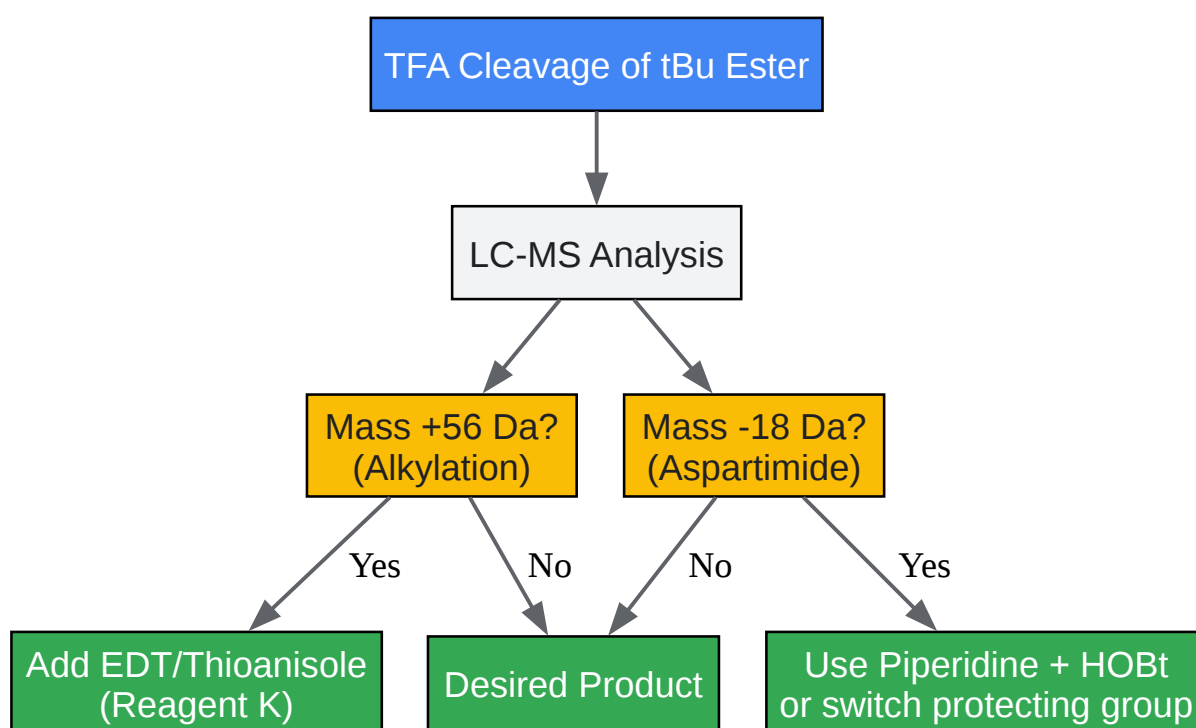 TFA Cleavage of tBu Ester
LC-MS Analysis
Mass +56 Da?
(Alkylation)
Mass -18 Da?
(Aspartimide)
Yes
No
No
Yes
Add EDT/Thioanisole
(Reagent K)
Desired Product
Use Piperidine + HOBt
or switch protecting group